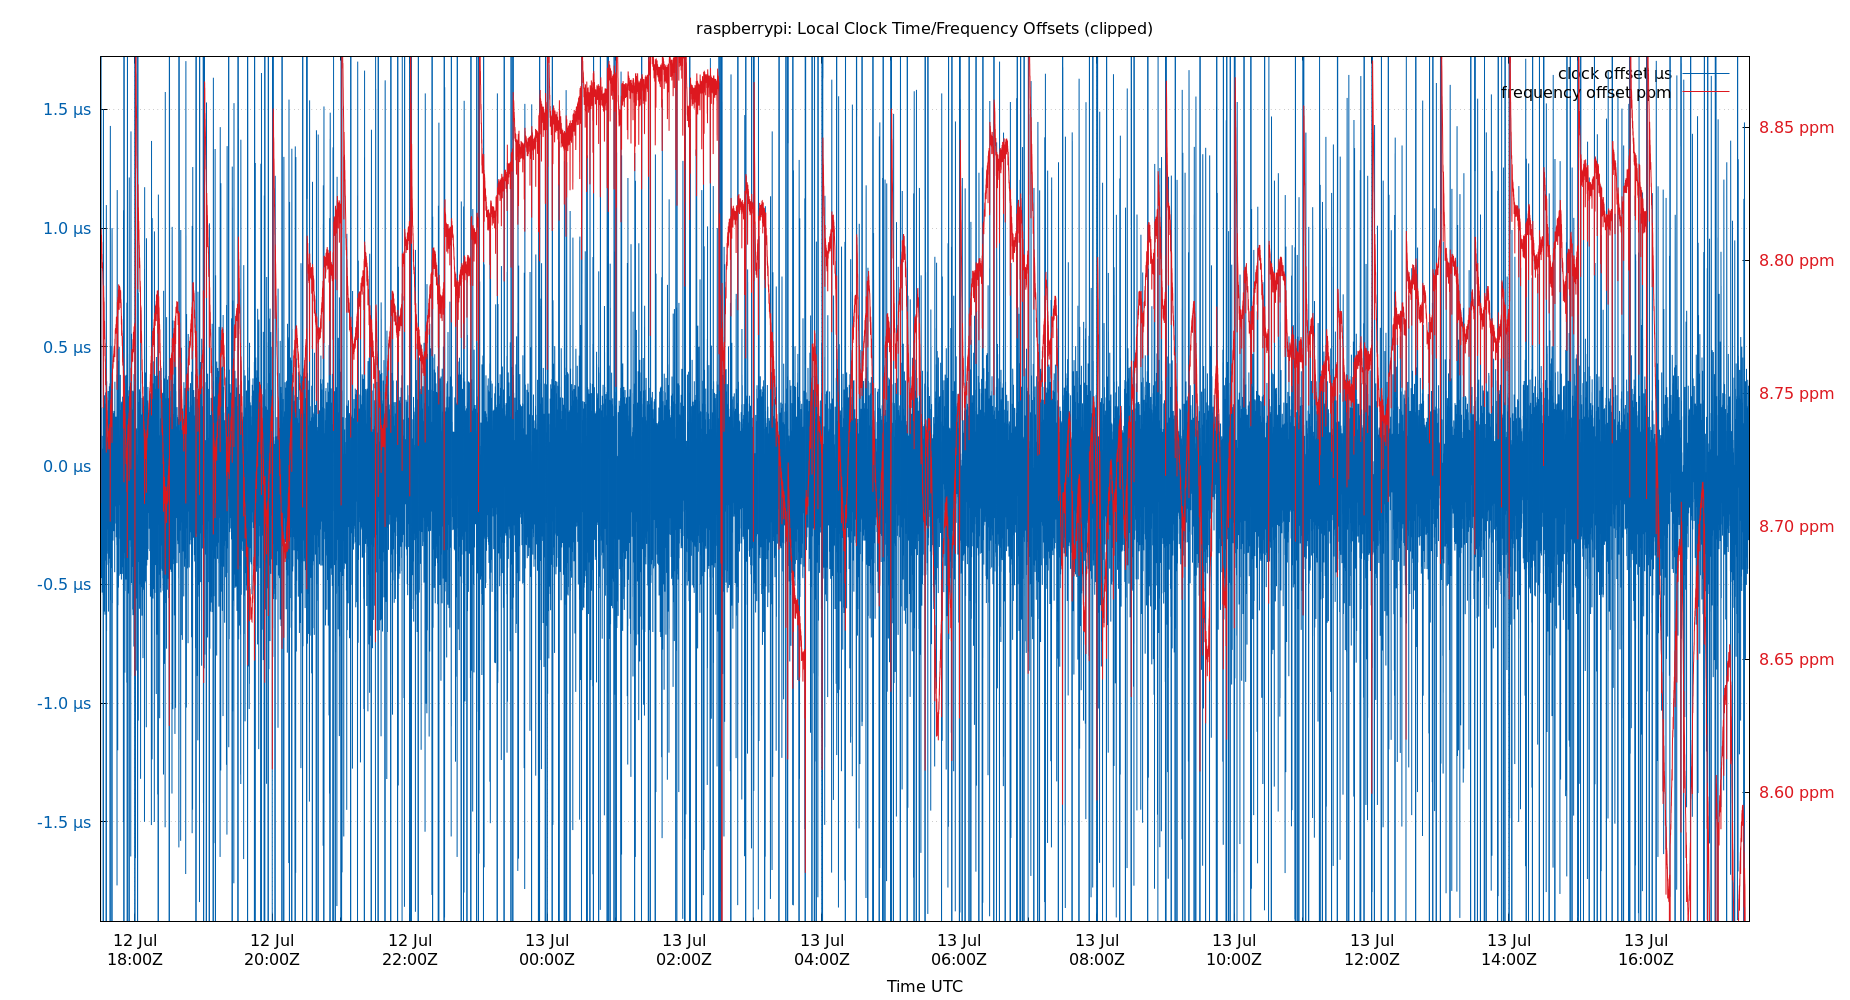 raspberrypi: Local Clock Time/Frequency Offsets (clipped)
clock offset µs
frequency offset ppm
1.5 µs
1.0 µs
0.5 µs
0.0 µs
-0.5 µs
-1.0 µs
-1.5 µs
8.85 ppm
8.80 ppm
8.75 ppm
8.70 ppm
8.65 ppm
8.60 ppm
12 Jul 12 Jul 12 Jul 13 Jul 13 Jul 13 Jul 13 Jul 13 Jul 13 Jul 13 Jul 13 Jul 13 Jul
18:00Z 20:00Z 22:00Z 00:00Z 02:00Z 04:00Z 06:00Z 08:00Z 10:00Z 12:00Z 14:00Z 16:00Z
Time UTC